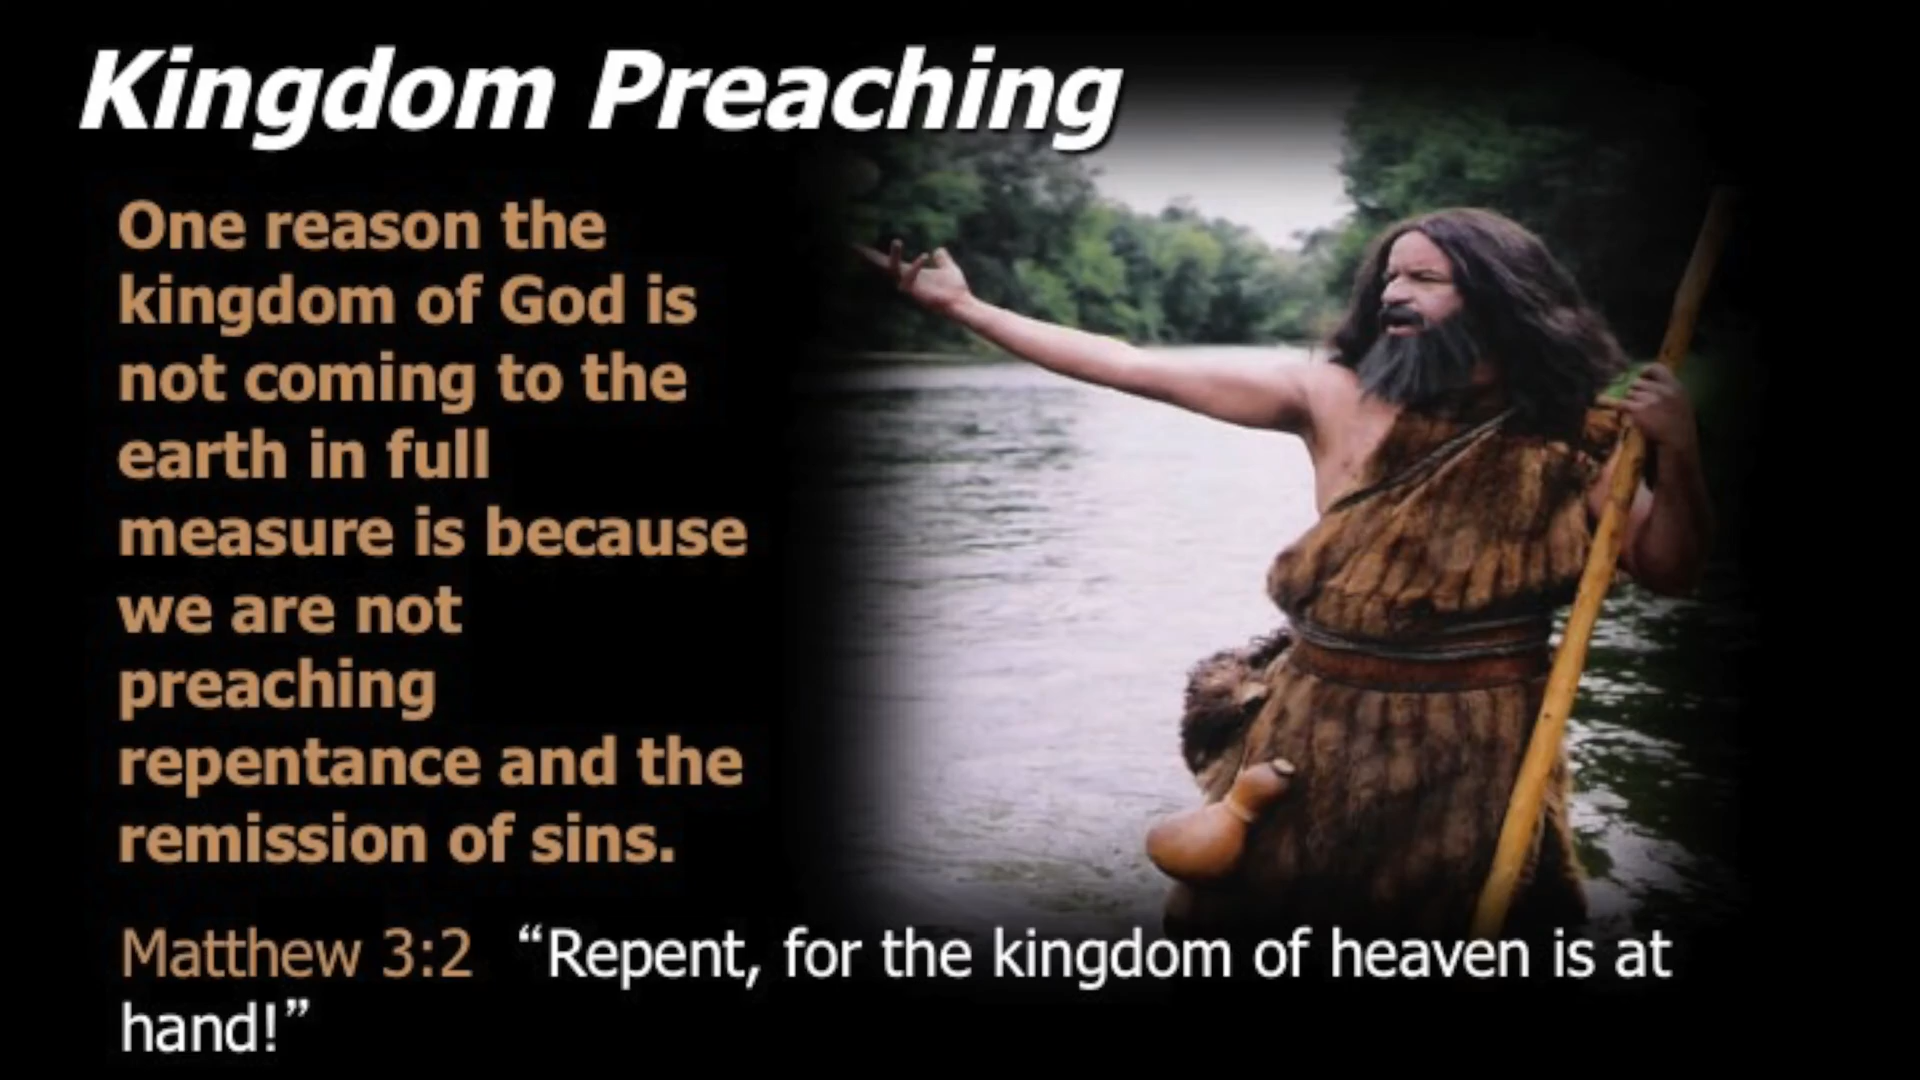 Kingdom Preaching
One reason the
kingdom of God is
not coming to the
earth in full
measure is because
we are not
preaching
repentance and the
remission of sins.
Matthew 3:2 “Repent, for the kingdom of heaven is at
hand!”